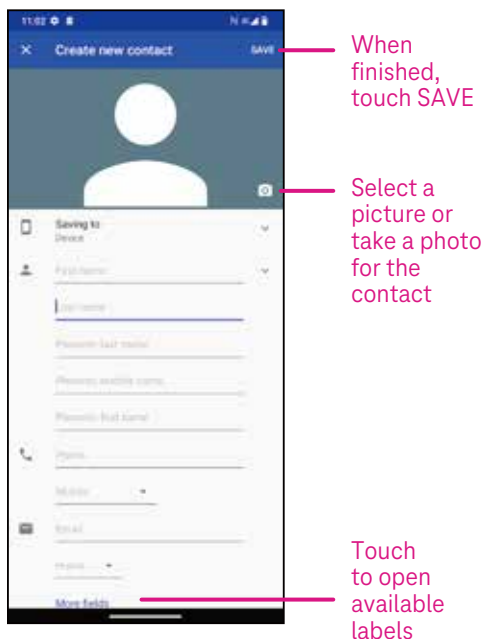 11:02
Create new contact
SAVE
When
finished,
touch SAVE
Select a
picture or
take a photo
for the
contact
Saving to
Device
First name
Last name
Phonetic last name
Phonetic middle name
Phonetic first name
Phone
Mobile
Email
Home
More fields
Touch
to open
available
labels